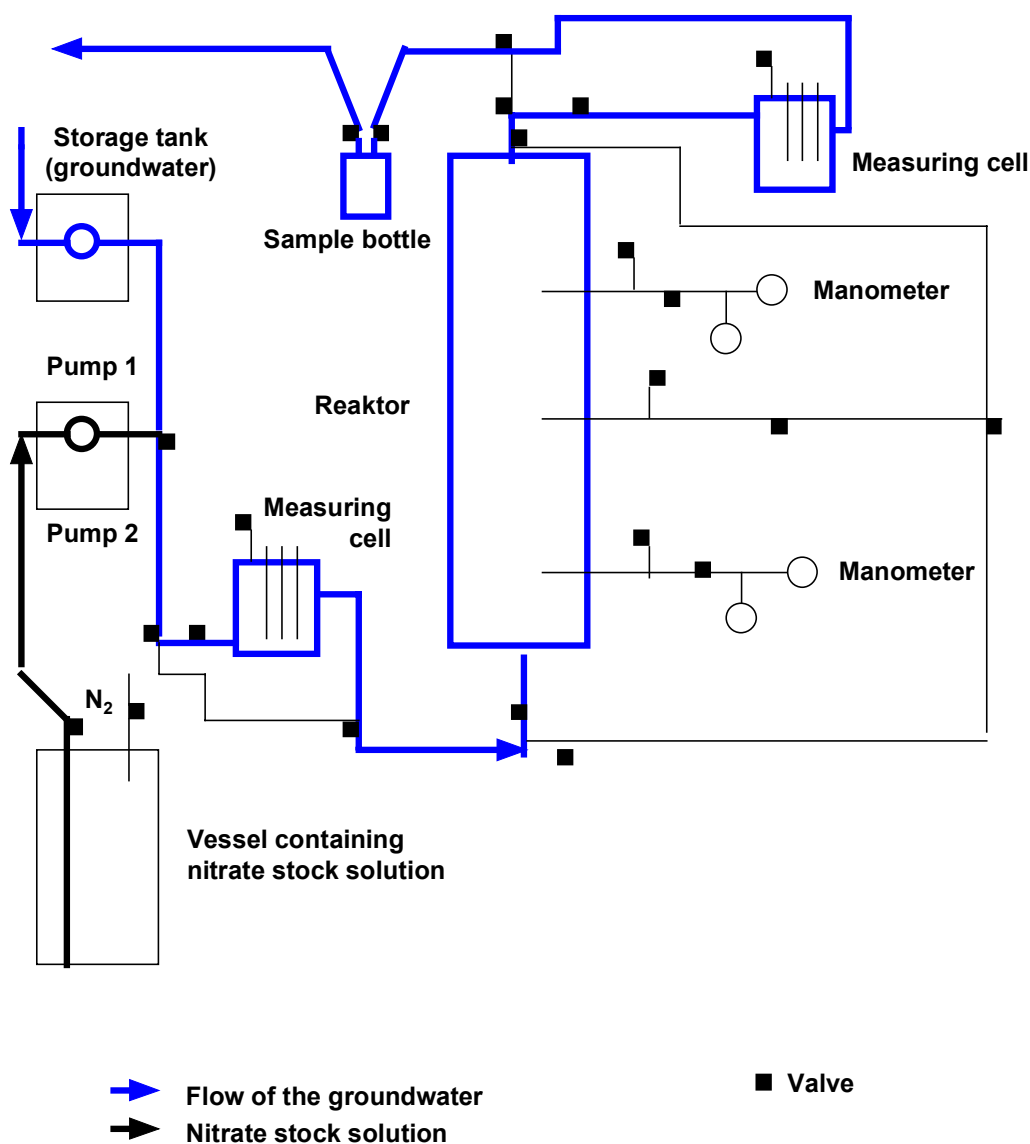 Storage tank
(groundwater)
Measuring cell
Sample bottle
Manometer
Pump 1
Reaktor
Measuring
cell
Pump 2
Manometer
N₂
Vessel containing
nitrate stock solution
Flow of the groundwater
Valve
Nitrate stock solution